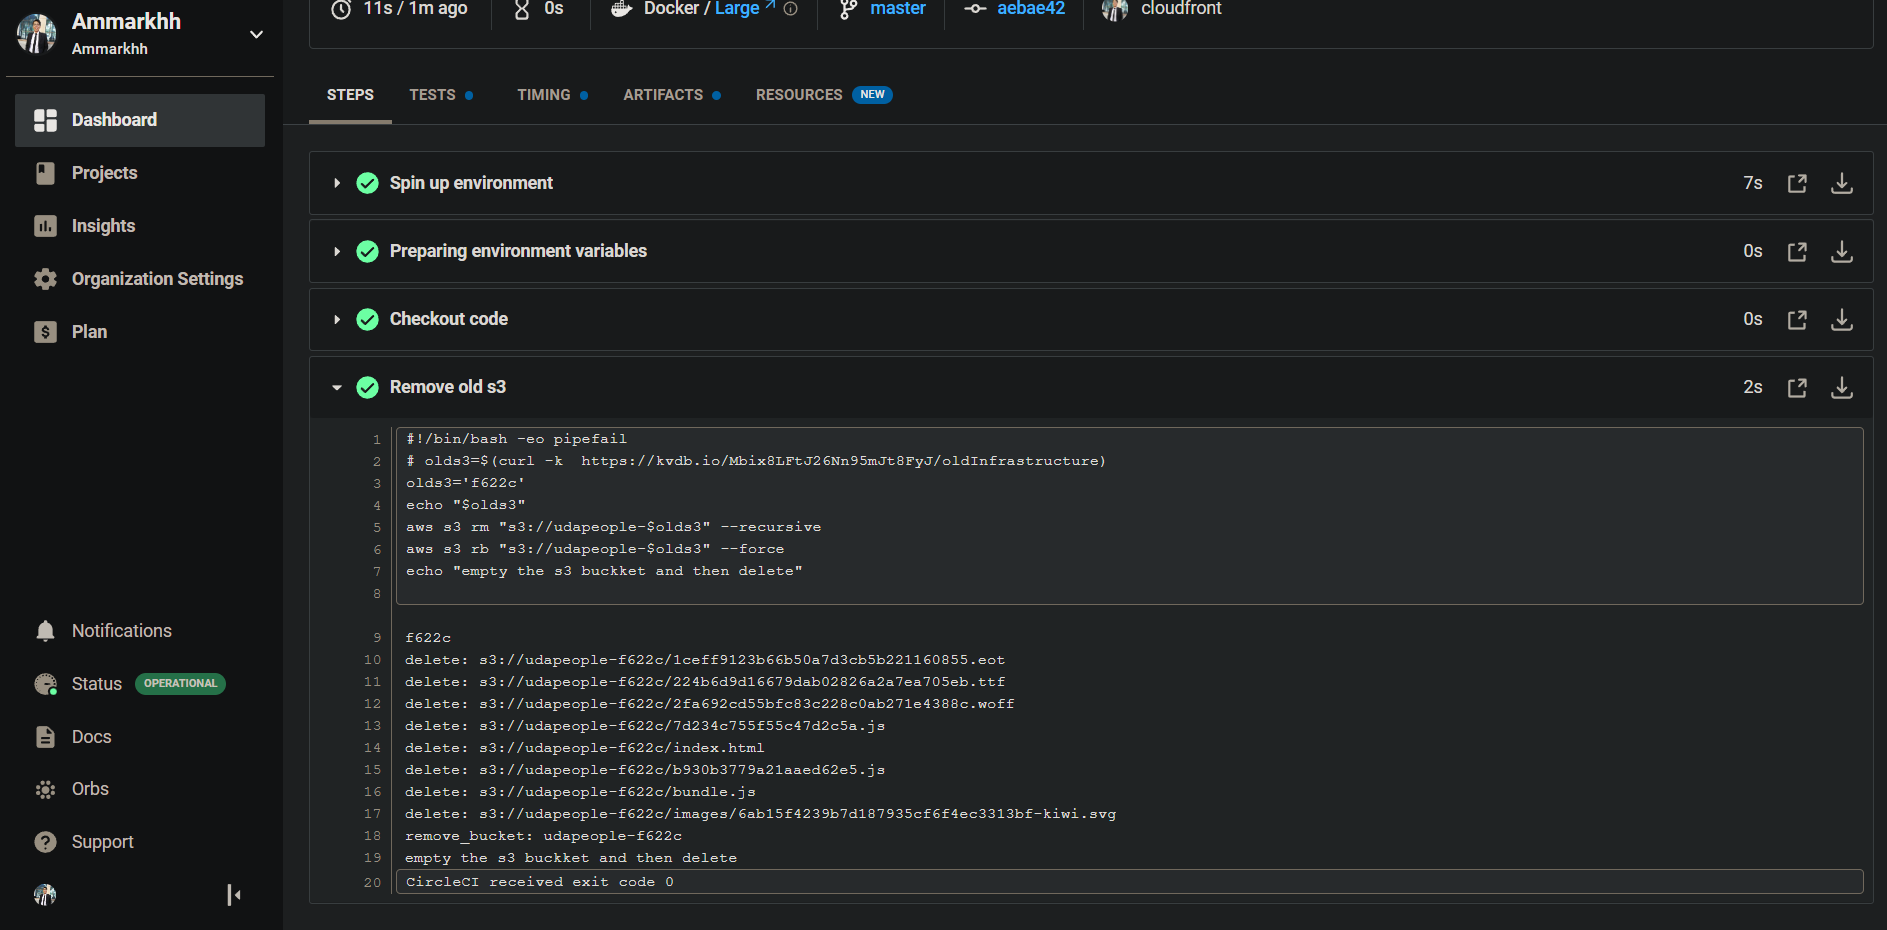 Ammarkhh
Ammarkhh
Dashboard
Projects
Insights
Organization Settings
$ Plan
Notifications
Status OPERATIONAL
Docs
Orbs
? Support
11s / 1m ago
0s
Docker / Large
master
aebae42
cloudfront
STEPS
TESTS
TIMING
ARTIFACTS
RESOURCES NEW
Spin up environment 7s
Preparing environment variables 0s
Checkout code 0s
Remove old s3 2s
1 #!/bin/bash -eo pipefail
2 # olds3=$(curl -k  https://kvdb.io/Mbix8LFtJ26Nn95mJt8FyJ/oldInfrastructure)
3 olds3='f622c'
4 echo "$olds3"
5 aws s3 rm "s3://udapeople-$olds3" --recursive
6 aws s3 rb "s3://udapeople-$olds3" --force
7 echo "empty the s3 buckket and then delete"
8
9 f622c
10 delete: s3://udapeople-f622c/1ceff9123b66b50a7d3cb5b221160855.eot
11 delete: s3://udapeople-f622c/224b6d9d16679dab02826a2a7ea705eb.ttf
12 delete: s3://udapeople-f622c/2fa692cd55bfc83c228c0ab271e4388c.woff
13 delete: s3://udapeople-f622c/7d234c755f55c47d2c5a.js
14 delete: s3://udapeople-f622c/index.html
15 delete: s3://udapeople-f622c/b930b3779a21aaed62e5.js
16 delete: s3://udapeople-f622c/bundle.js
17 delete: s3://udapeople-f622c/images/6ab15f4239b7d187935cf6f4ec3313bf-kiwi.svg
18 remove_bucket: udapeople-f622c
19 empty the s3 buckket and then delete
20 CircleCI received exit code 0